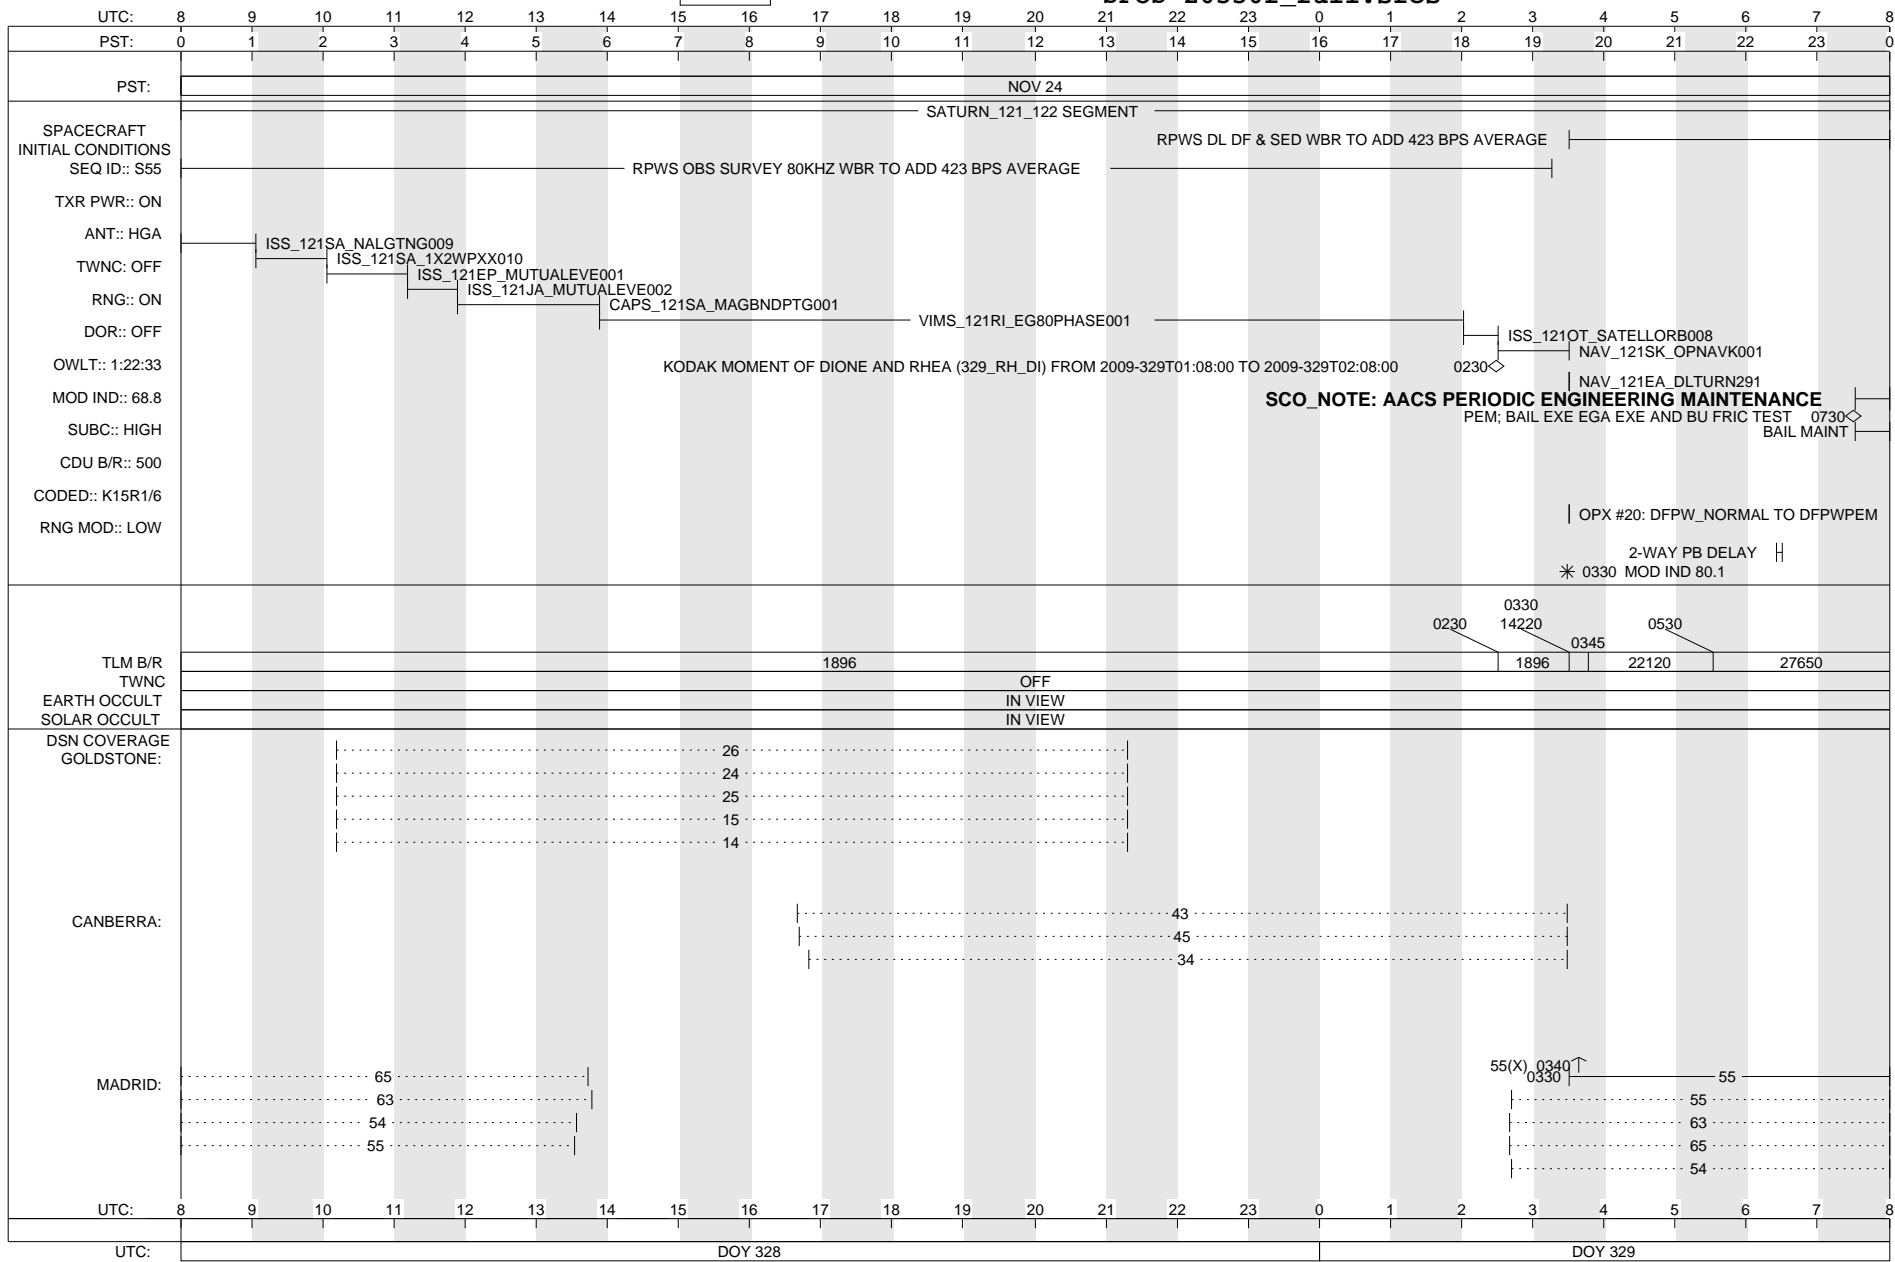 UTC: 8 9 10 11 12 13 14 15 16 17 18 19 20 21 22 23 0 1 2 3 4 5 6 7 8
PST: 0 1 2 3 4 5 6 7 8 9 10 11 12 13 14 15 16 17 18 19 20 21 22 23 0
PST: NOV 24
SATURN_121_122 SEGMENT
SPACECRAFT
INITIAL CONDITIONS
RPWS DL DF & SED WBR TO ADD 423 BPS AVERAGE
SEQ ID:: S55
RPWS OBS SURVEY 80KHZ WBR TO ADD 423 BPS AVERAGE
TXR PWR:: ON
ANT:: HGA
ISS_121SA_NALGTNG009
ISS_121SA_1X2WPXX010
TWNC: OFF
ISS_121EP_MUTUALEVE001
ISS_121JA_MUTUALEVE002
RNG:: ON
CAPS_121SA_MAGBNDPTG001
VIMS_121RI_EG80PHASE001
DOR:: OFF
ISS_121OT_SATELLORB008
NAV_121SK_OPNAVK001
OWLT:: 1:22:33
KODAK MOMENT OF DIONE AND RHEA (329_RH_DI) FROM 2009-329T01:08:00 TO 2009-329T02:08:00 0230
NAV_121EA_DLTURN291
MOD IND:: 68.8
SCO_NOTE: AACS PERIODIC ENGINEERING MAINTENANCE
PEM; BAIL EXE EGA EXE AND BU FRIC TEST 0730
SUBC:: HIGH
BAIL MAINT
CDU B/R:: 500
CODED:: K15R1/6
OPX #20: DFPW_NORMAL TO DFPWPEM
RNG MOD:: LOW
2-WAY PB DELAY
0330 MOD IND 80.1
0330
0230 14220 0530
0345
TLM B/R 1896 1896 22120 27650
TWNC OFF
EARTH OCCULT IN VIEW
SOLAR OCCULT IN VIEW
DSN COVERAGE
GOLDSTONE:
26
24
25
15
14
CANBERRA:
43
45
34
55(X) 0340
MADRID:
65 0330 55
63 55
54 63
55 65
54
UTC: 8 9 10 11 12 13 14 15 16 17 18 19 20 21 22 23 0 1 2 3 4 5 6 7 8
UTC: DOY 328 DOY 329